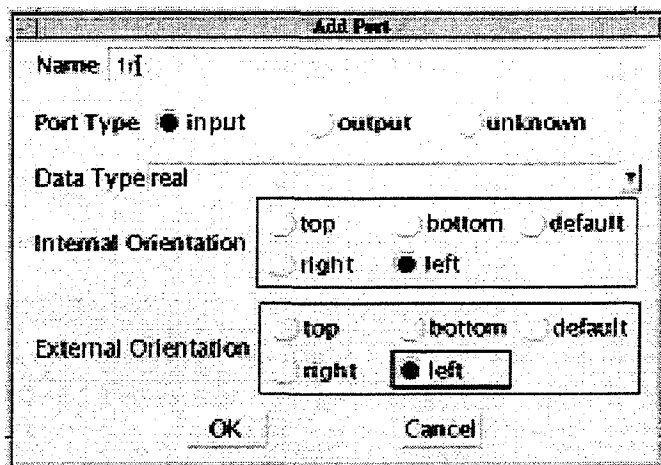 Add Port
Name
Port Type input output unknown
Data Type real
Internal Orientation top bottom default
right left
External Orientation top bottom default
right left
OK Cancel